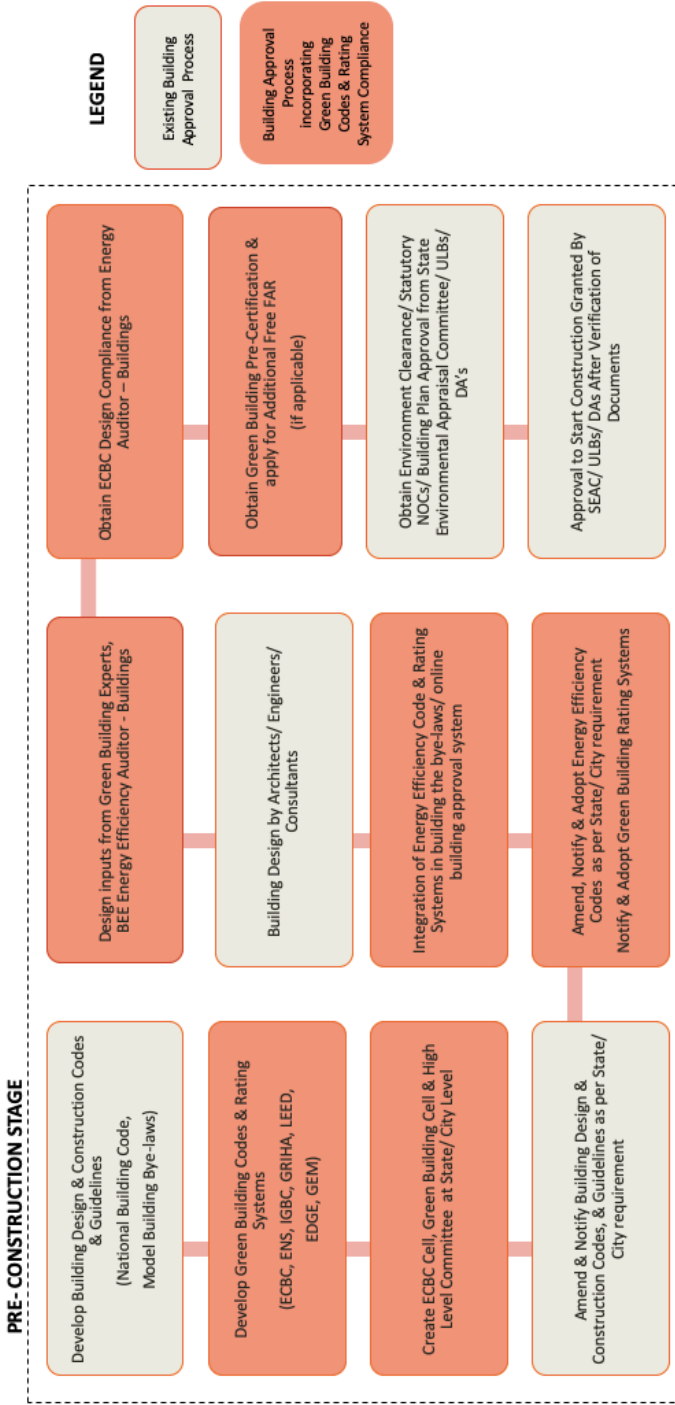 PRE- CONSTRUCTION STAGE
Develop Building Design & Construction Codes
& Guidelines
(National Building Code,
Model Building Bye-laws)
Develop Green Building Codes & Rating
Systems
(ECBC, ENS, IGBC, GRIHA, LEED,
EDGE, GEM)
Create ECBC Cell, Green Building Cell & High
Level Committee at State/ City Level
Amend & Notify Building Design &
Construction Codes, & Guidelines as per State/
City requirement
Amend, Notify & Adopt Energy Efficiency
Codes as per State/ City requirement
Notify & Adopt Green Building Rating Systems
Integration of Energy Efficiency Code & Rating
Systems in building the bye-laws/ online
building approval system
Building Design by Architects/ Engineers/
Consultants
Design inputs from Green Building Experts,
BEE Energy Efficiency Auditor - Buildings
Obtain ECBC Design Compliance from Energy
Auditor – Buildings
Obtain Green Building Pre-Certification &
apply for Additional Free FAR
(if applicable)
Obtain Environment Clearance/ Statutory
NOCs/ Building Plan Approval from State
Environmental Appraisal Committee/ ULBs/
DA's
Approval to Start Construction Granted By
SEAC/ ULBs/ DAs After Verification of
Documents
LEGEND
Existing Building
Approval Process
Building Approval
Process
incorporating
Green Building
Codes & Rating
System Compliance